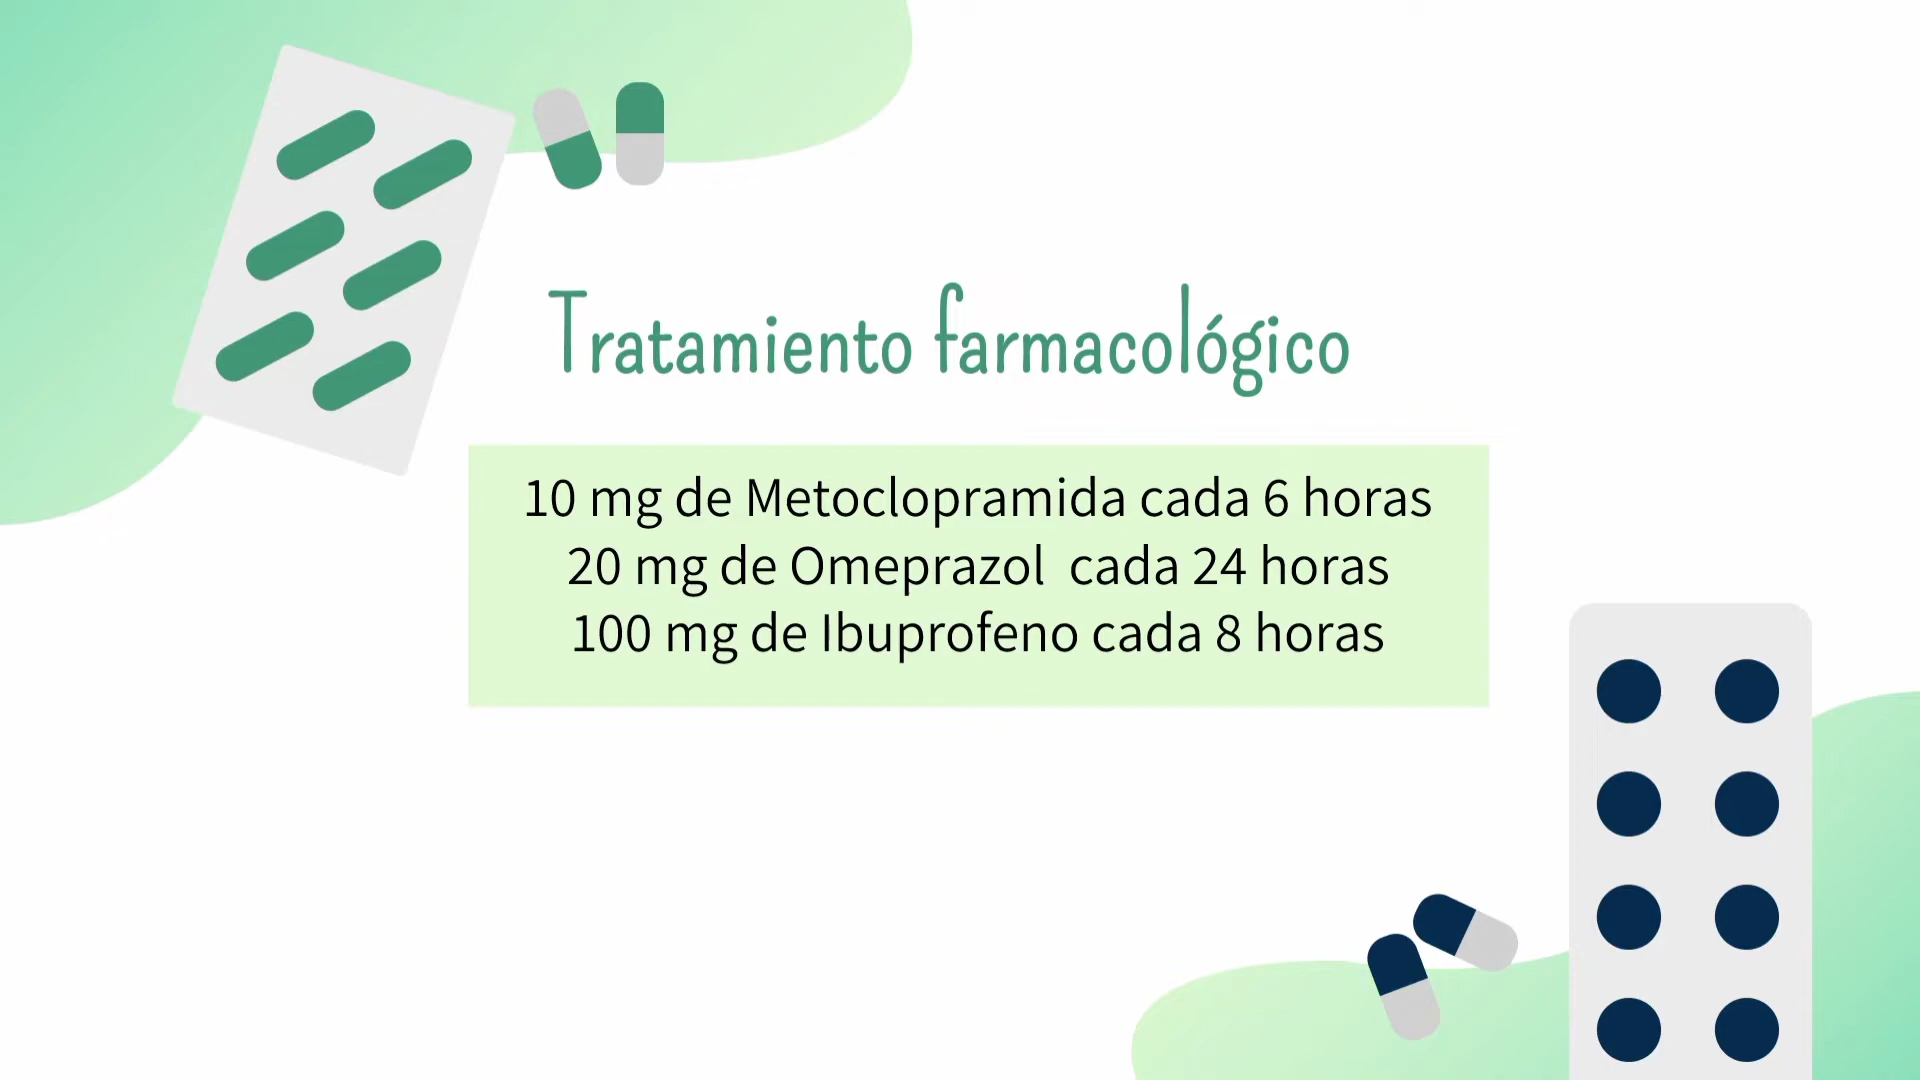 Tratamiento farmacológico
10 mg de Metoclopramida cada 6 horas
20 mg de Omeprazol  cada 24 horas
100 mg de Ibuprofeno cada 8 horas